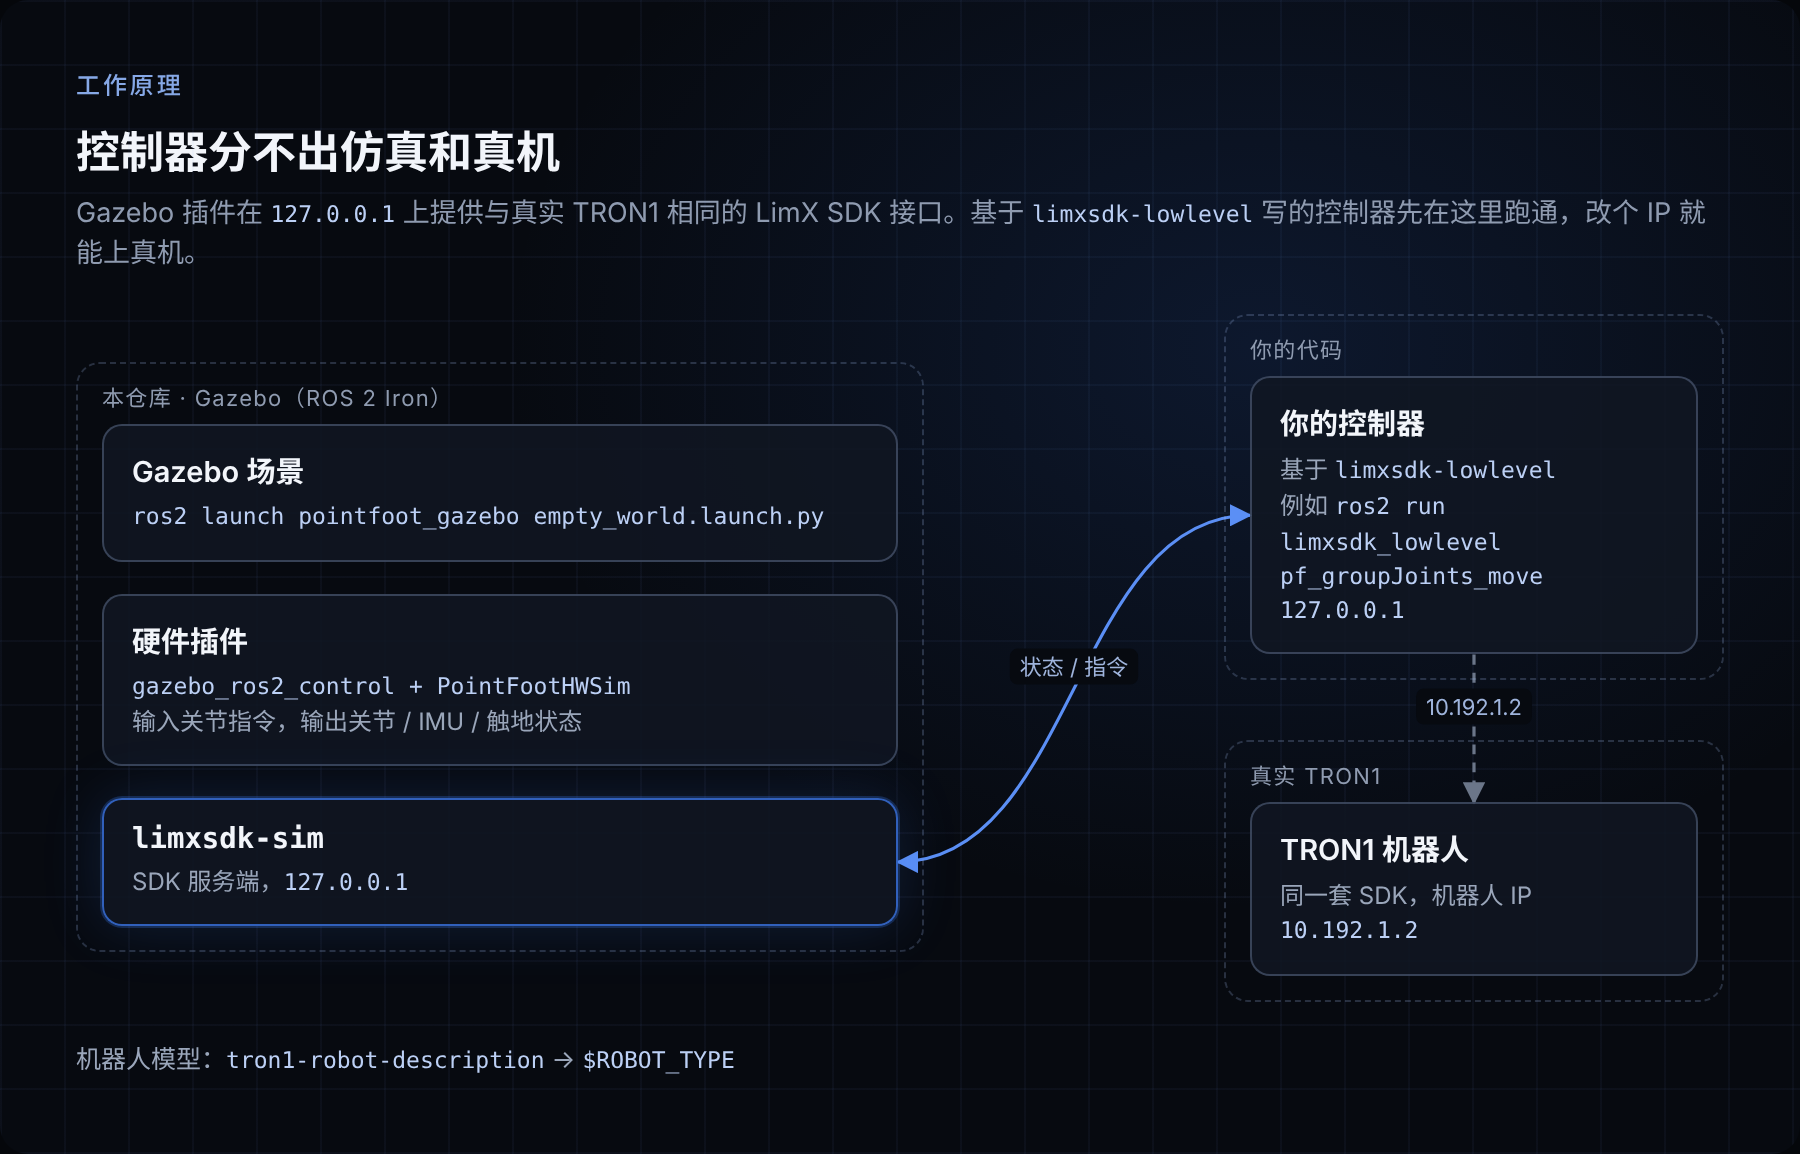 工作原理
控制器分不出仿真和真机
Gazebo 插件在 127.0.0.1 上提供与真实 TRON1 相同的 LimX SDK 接口。基于 limxsdk-lowlevel 写的控制器先在这里跑通，改个 IP 就
能上真机。
本仓库 · Gazebo（ROS 2 Iron）
Gazebo 场景
ros2 launch pointfoot_gazebo empty_world.launch.py
硬件插件
gazebo_ros2_control + PointFootHWSim
输入关节指令，输出关节 / IMU / 触地状态
limxsdk-sim
SDK 服务端，127.0.0.1
状态 / 指令
你的代码
你的控制器
基于 limxsdk-lowlevel
例如 ros2 run
limxsdk_lowlevel
pf_groupJoints_move
127.0.0.1
10.192.1.2
真实 TRON1
TRON1 机器人
同一套 SDK，机器人 IP
10.192.1.2
机器人模型：tron1-robot-description → $ROBOT_TYPE